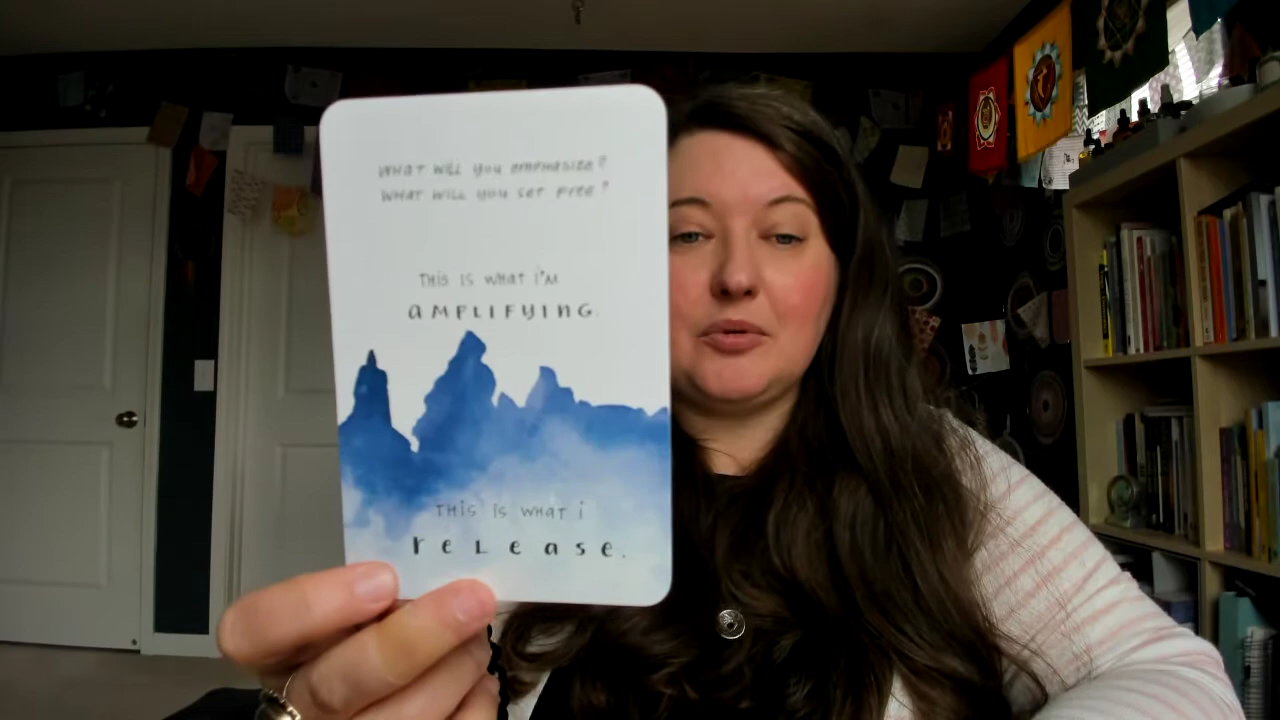 WHAT WILL YOU EMPHASIZE?
WHAT WILL YOU SET FREE?
THIS IS WHAT I'M
AMPLIFYING.
THIS IS WHAT I
RELEASE.